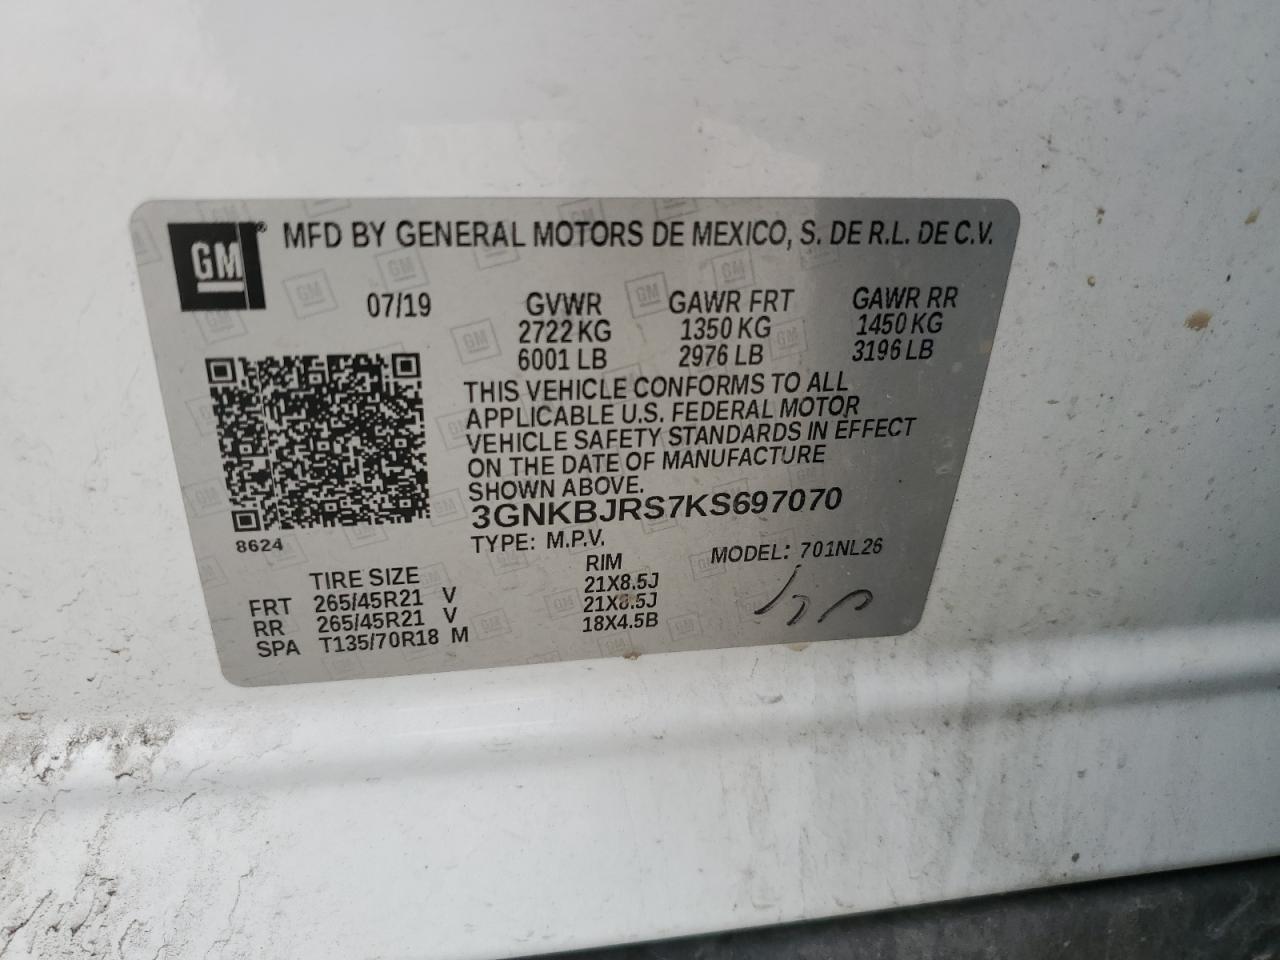 GM® MFD BY GENERAL MOTORS DE MEXICO, S. DE R.L. DE C.V.
07/19 GVWR GAWR FRT GAWR RR
2722 KG 1350 KG 1450 KG
6001 LB 2976 LB 3196 LB
THIS VEHICLE CONFORMS TO ALL
APPLICABLE U.S. FEDERAL MOTOR
VEHICLE SAFETY STANDARDS IN EFFECT
ON THE DATE OF MANUFACTURE
SHOWN ABOVE.
3GNKBJRS7KS697070
8624
TYPE: M.P.V. MODEL: 701NL26
TIRE SIZE RIM
FRT 265/45R21 V 21X8.5J
RR 265/45R21 V 21X8.5J
SPA T135/70R18 M 18X4.5B